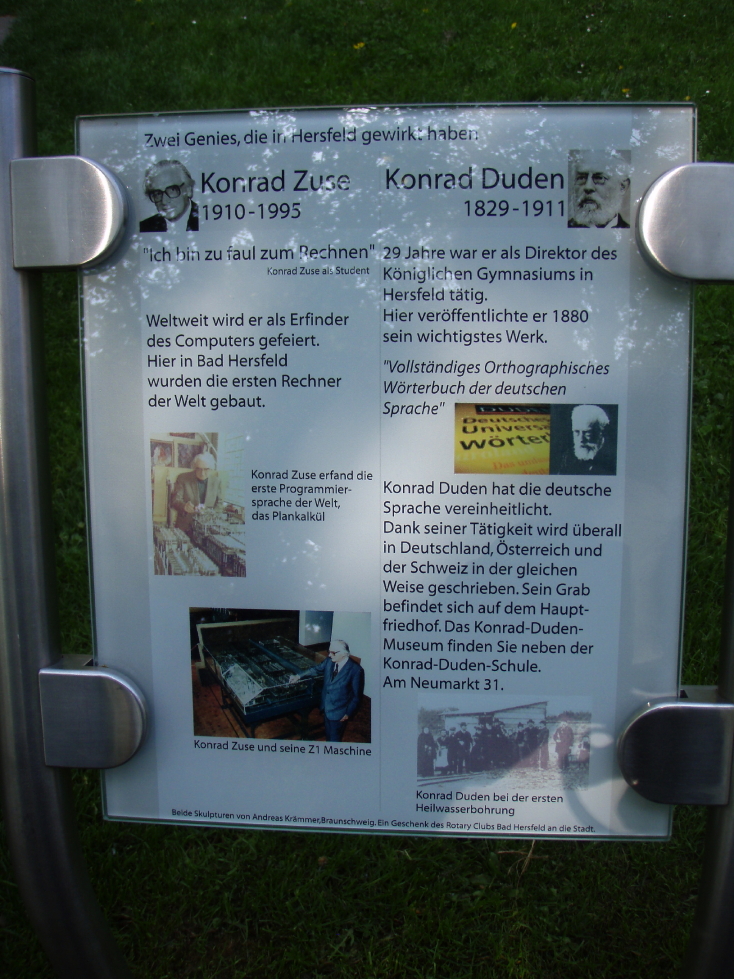 Zwei Genies, die in Hersfeld gewirkt haben
Konrad Zuse
1910-1995
"Ich bin zu faul zum Rechnen"
Konrad Zuse als Student
Weltweit wird er als Erfinder
des Computers gefeiert.
Hier in Bad Hersfeld
wurden die ersten Rechner
der Welt gebaut.
Konrad Zuse erfand die
erste Programmier-
sprache der Welt,
das Plankalkül
Konrad Zuse und seine Z1 Maschine
Konrad Duden
1829-1911
29 Jahre war er als Direktor des
Königlichen Gymnasiums in
Hersfeld tätig.
Hier veröffentlichte er 1880
sein wichtigstes Werk.
"Vollständiges Orthographisches
Wörterbuch der deutschen
Sprache"
Deutsches
Univers
wörter
Konrad Duden hat die deutsche
Sprache vereinheitlicht.
Dank seiner Tätigkeit wird überall
in Deutschland, Österreich und
der Schweiz in der gleichen
Weise geschrieben. Sein Grab
befindet sich auf dem Haupt-
friedhof. Das Konrad-Duden-
Museum finden Sie neben der
Konrad-Duden-Schule.
Am Neumarkt 31.
Konrad Duden bei der ersten
Heilwasserbohrung
Beide Skulpturen von Andreas Krämmer,Braunschweig. Ein Geschenk des Rotary Clubs Bad Hersfeld an die Stadt.